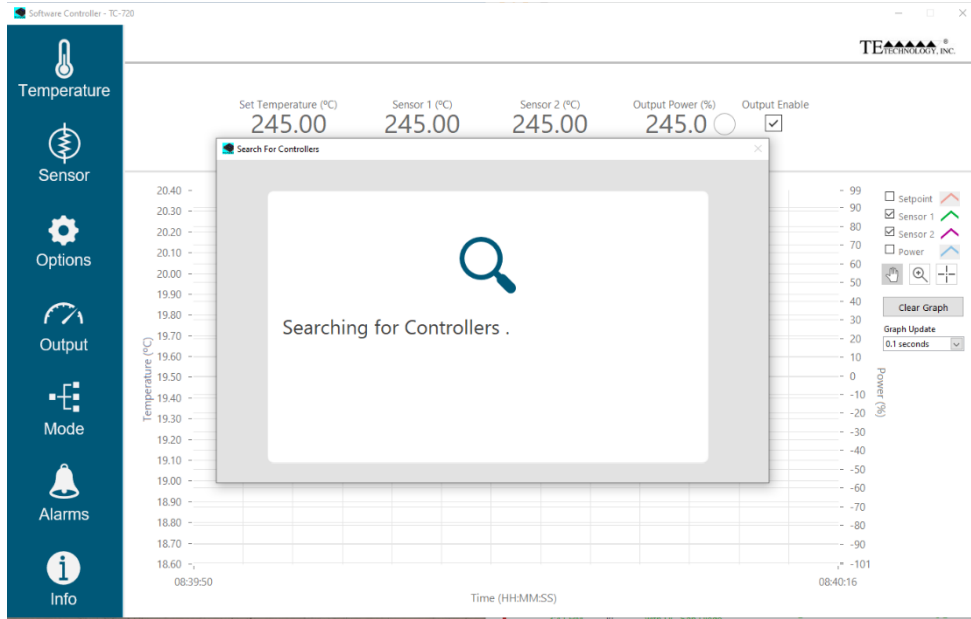 Software Controller - TC-720
TE TECHNOLOGY, INC. ®
Temperature
Sensor
Options
Output
Mode
Alarms
Info
Set Temperature (ºC) Sensor 1 (ºC) Sensor 2 (ºC) Output Power (%) Output Enable
245.00 245.00 245.00 245.0
Search For Controllers
Searching for Controllers .
Temperature (ºC)
20.40
20.30
20.20
20.10
20.00
19.90
19.80
19.70
19.60
19.50
19.40
19.30
19.20
19.10
19.00
18.90
18.80
18.70
18.60
08:39:50
08:40:16
Time (HH:MM:SS)
99
90
80
70
60
50
40
30
20
10
0
-10
-20
-30
-40
-50
-60
-70
-80
-90
-101
Power (%)
Setpoint
Sensor 1
Sensor 2
Power
Clear Graph
Graph Update
0.1 seconds